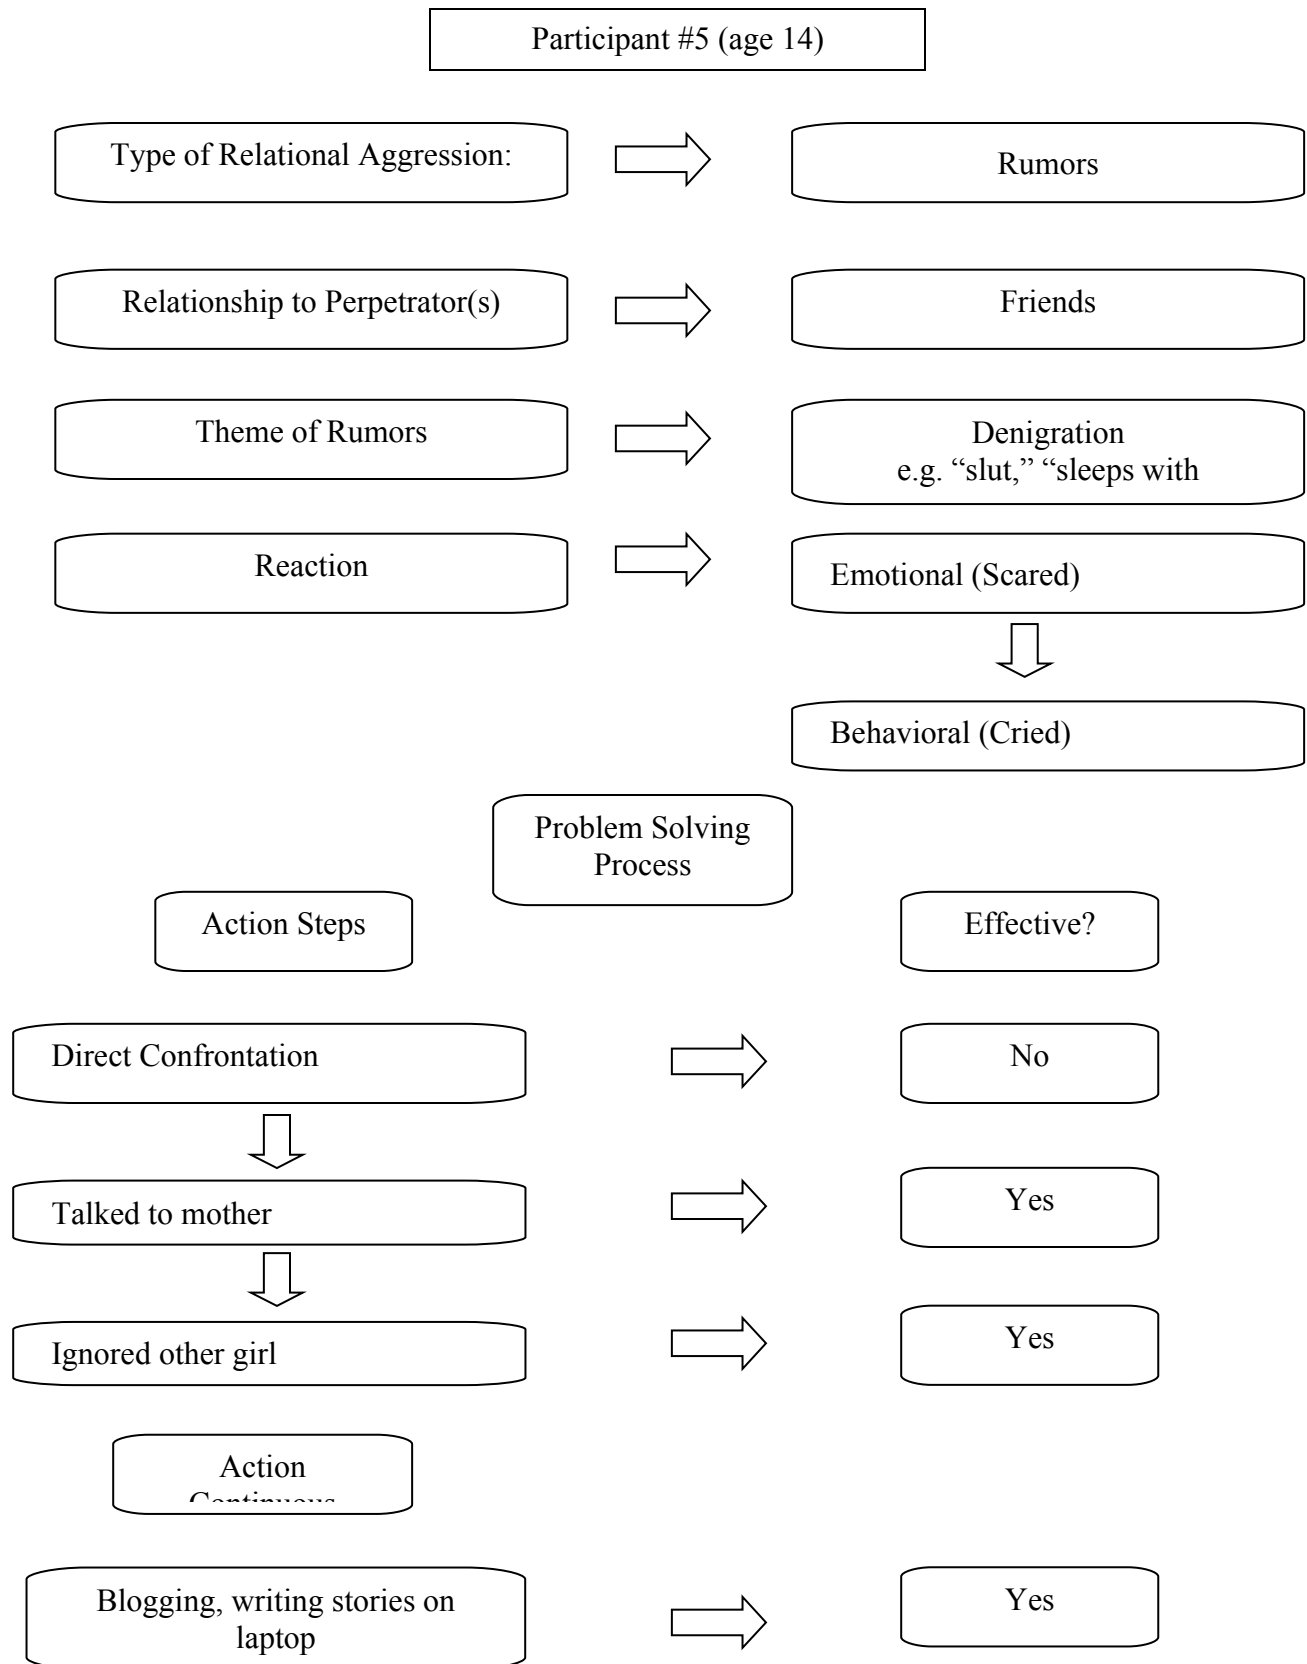 Participant #5 (age 14)
Type of Relational Aggression:
Rumors
Relationship to Perpetrator(s)
Friends
Theme of Rumors
Denigration
e.g. “slut,” “sleeps with
Reaction
Emotional (Scared)
Behavioral (Cried)
Problem Solving
Process
Action Steps
Effective?
Direct Confrontation
No
Talked to mother
Yes
Ignored other girl
Yes
Action
Continuous
Blogging, writing stories on
laptop
Yes